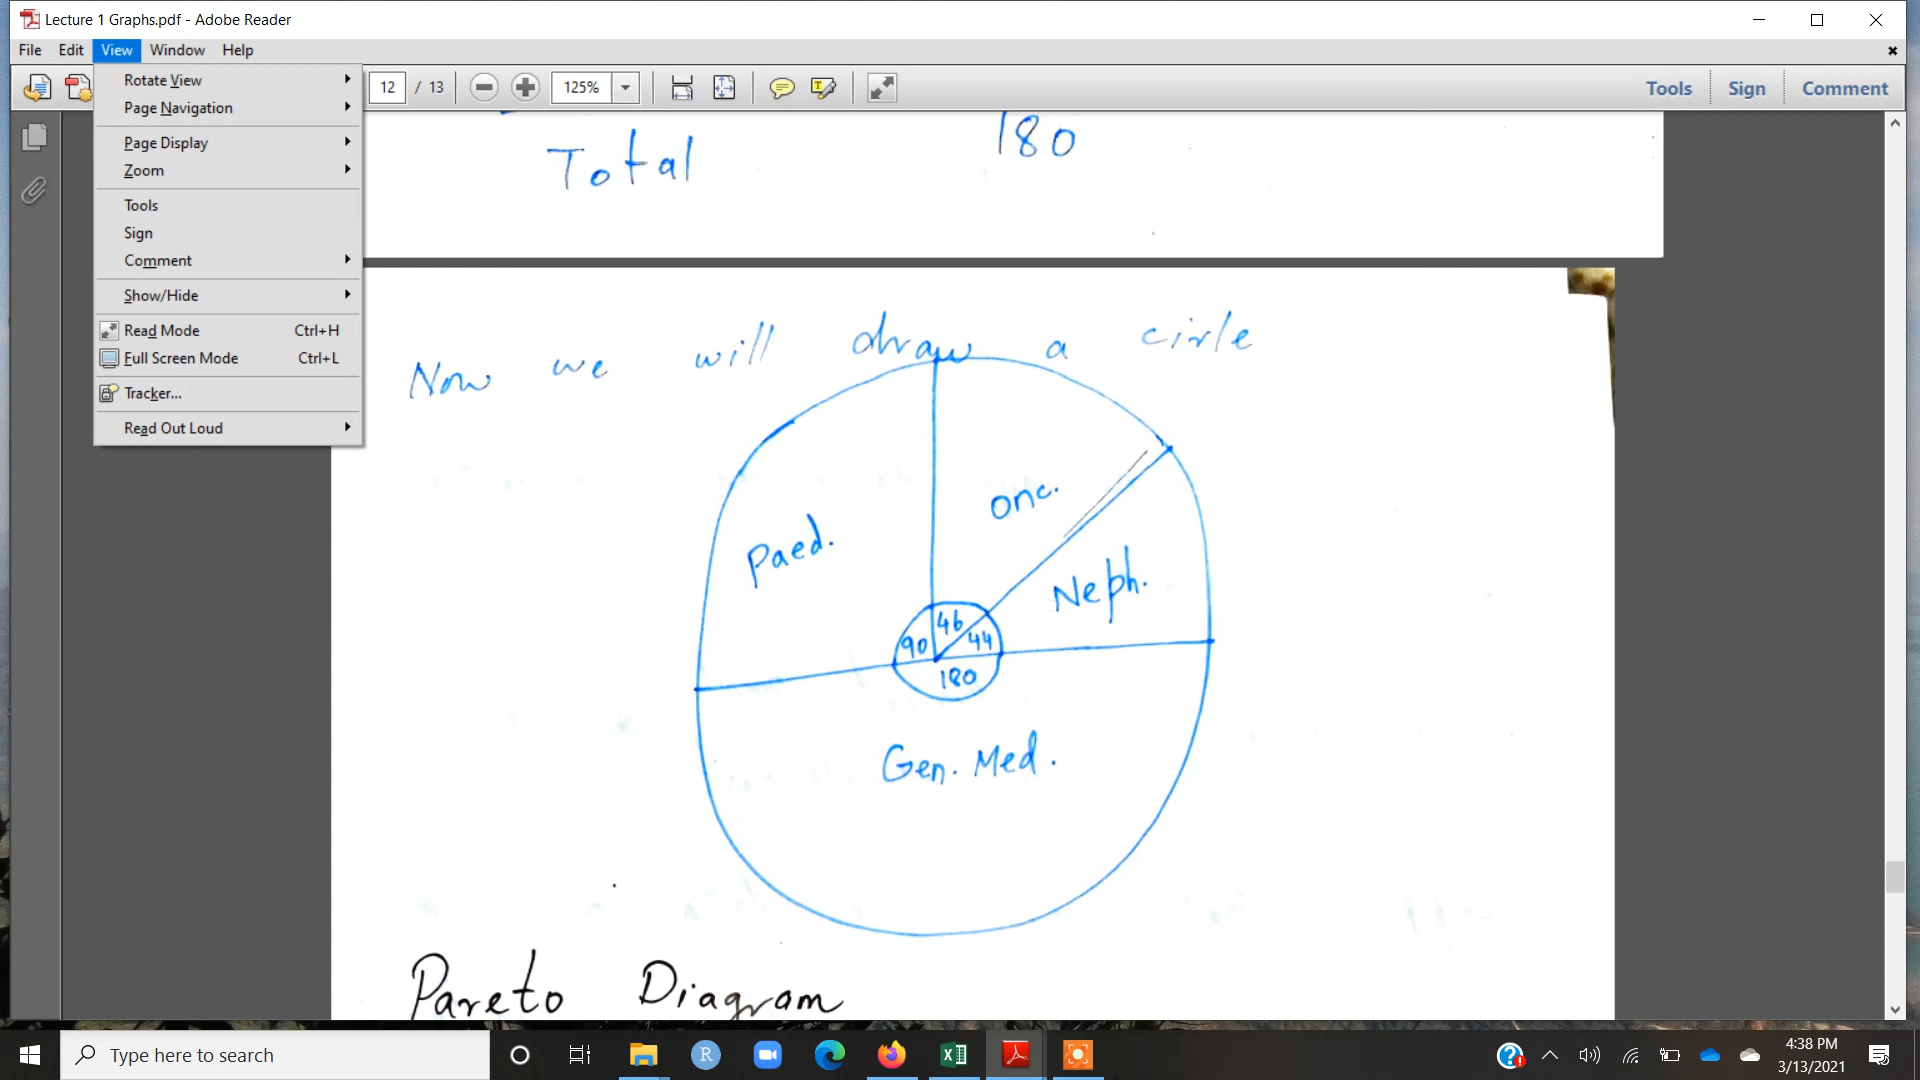 Lecture 1 Graphs.pdf - Adobe Reader
File Edit View Window Help
12 / 13 125% Tools Sign Comment
Rotate View
Page Navigation
Page Display
Zoom
Tools
Sign
Comment
Show/Hide
Read Mode Ctrl+H
Full Screen Mode Ctrl+L
Tracker...
Read Out Loud
Total 180
Now we will draw a cirle
Onc.
Paed.
Neph.
46
90 44
180
Gen. Med.
Pareto Diagram
Type here to search
4:38 PM
3/13/2021